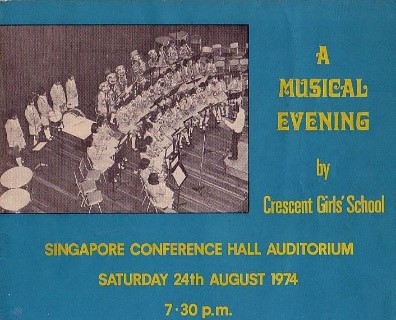 A
MUSICAL
EVENING
by
Crescent Girls' School
SINGAPORE CONFERENCE HALL AUDITORIUM
SATURDAY 24th AUGUST 1974
7·30 p.m.